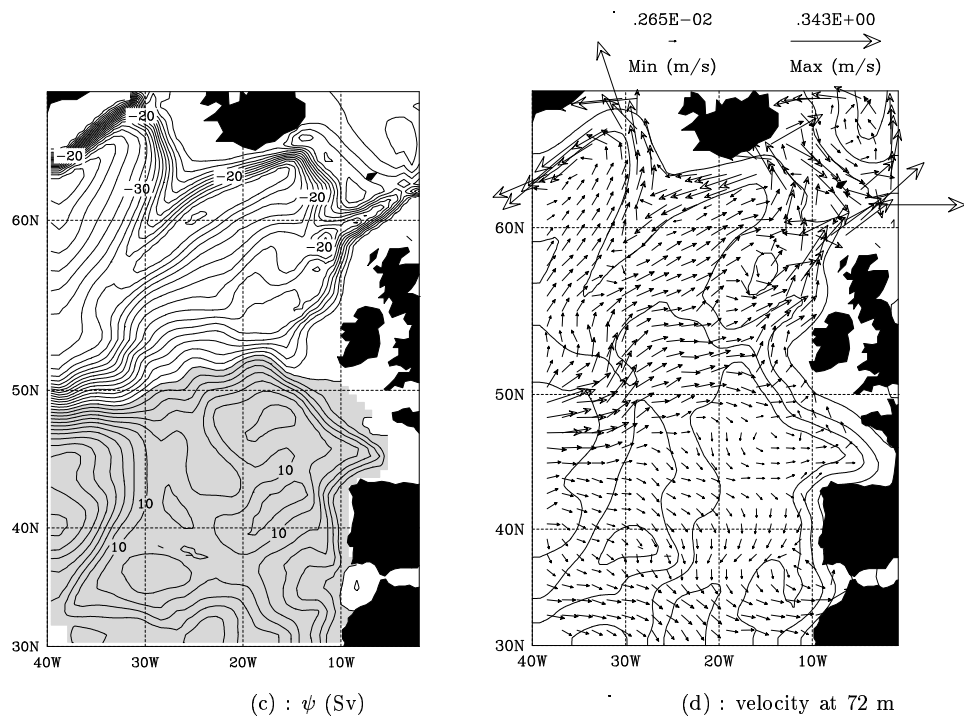 .265E-02 .343E+00
Min (m/s) Max (m/s)
-20
-20
-30
-20
-20
-20
10
10
10
10
60N
50N
40N
30N
40W 30W 20W 10W
60N
50N
40N
30N
40W 30W 20W 10W
(c) : ψ (Sv)
(d) : velocity at 72 m